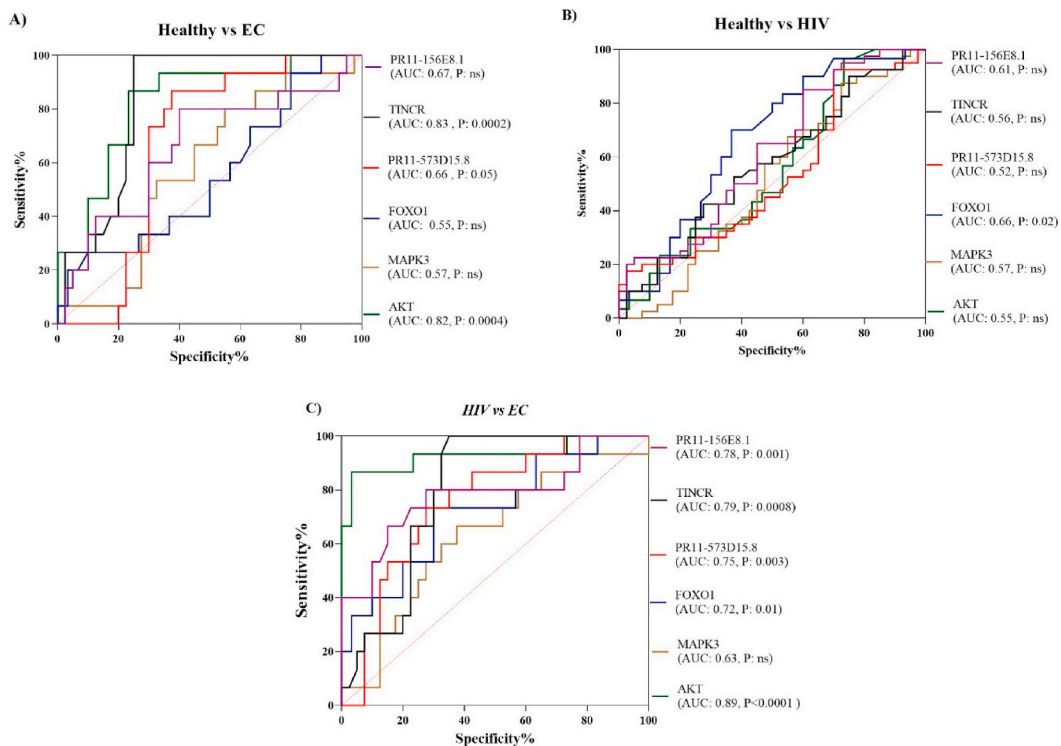 A)
Healthy vs EC
Sensitivity%
100
80
60
40
20
0
0 20 40 60 80 100
Specificity%
PR11-156E8.1
(AUC: 0.67, P: ns)
TINCR
(AUC: 0.83, P: 0.0002)
PR11-573D15.8
(AUC: 0.66 , P: 0.05)
FOXO1
(AUC: 0.55, P: ns)
MAPK3
(AUC: 0.57, P: ns)
AKT
(AUC: 0.82, P: 0.0004)
B)
Healthy vs HIV
Sensitivity%
100
80
60
40
20
0
0 20 40 60 80 100
Specificity%
PR11-156E8.1
(AUC: 0.61, P: ns)
TINCR
(AUC: 0.56, P: ns)
PR11-573D15.8
(AUC: 0.52, P: ns)
FOXO1
(AUC: 0.66, P: 0.02)
MAPK3
(AUC: 0.57, P: ns)
AKT
(AUC: 0.55, P: ns)
C)
HIV vs EC
Sensitivity%
100
80
60
40
20
0
0 20 40 60 80 100
Specificity%
PR11-156E8.1
(AUC: 0.78, P: 0.001)
TINCR
(AUC: 0.79, P: 0.0008)
PR11-573D15.8
(AUC: 0.75, P: 0.003)
FOXO1
(AUC: 0.72, P: 0.01)
MAPK3
(AUC: 0.63, P: ns)
AKT
(AUC: 0.89, P<0.0001 )